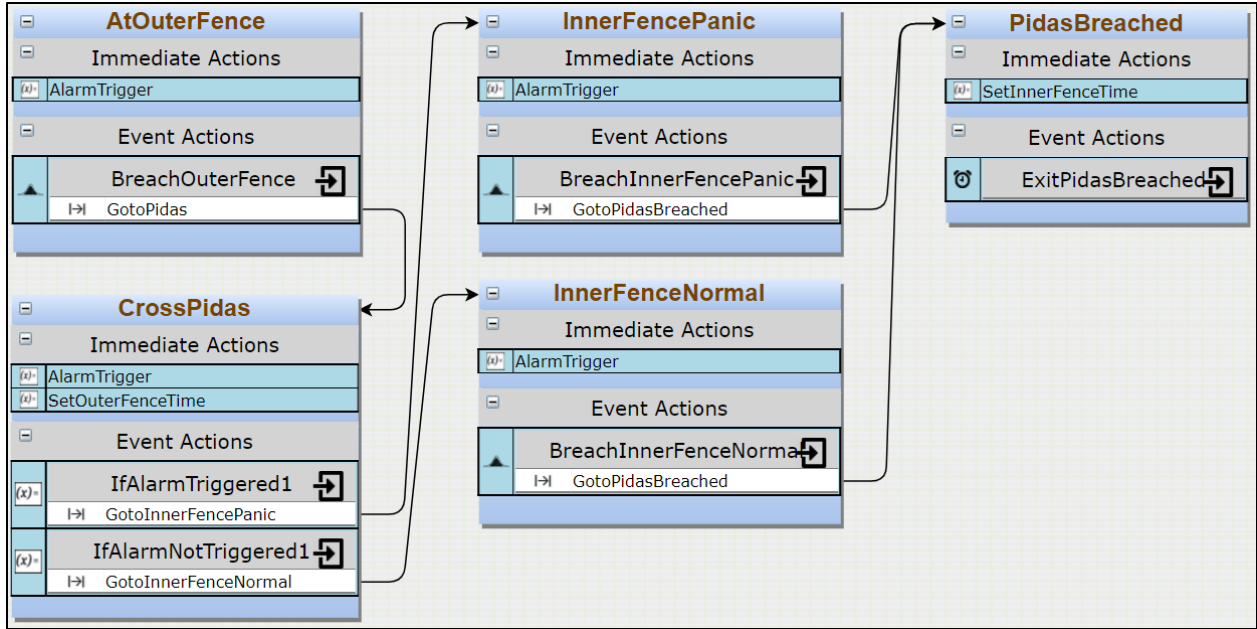 AtOuterFence
Immediate Actions
(x)= AlarmTrigger
Event Actions
BreachOuterFence
GotoPidas
CrossPidas
Immediate Actions
(x)= AlarmTrigger
(x)= SetOuterFenceTime
Event Actions
(x)= IfAlarmTriggered1
GotoInnerFencePanic
(x)= IfAlarmNotTriggered1
GotoInnerFenceNormal
InnerFencePanic
Immediate Actions
(x)= AlarmTrigger
Event Actions
BreachInnerFencePanic
GotoPidasBreached
InnerFenceNormal
Immediate Actions
(x)= AlarmTrigger
Event Actions
BreachInnerFenceNormal
GotoPidasBreached
PidasBreached
Immediate Actions
(x)= SetInnerFenceTime
Event Actions
ExitPidasBreached